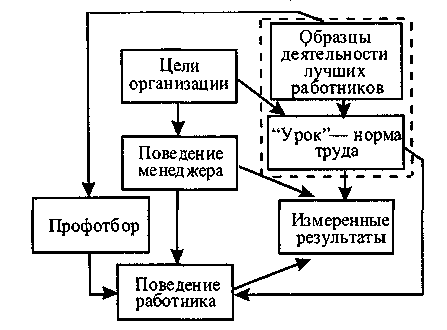 Образцы
деятельности
лучших
работников
Цели
организации
“Урок”— норма
труда
Поведение
менеджера
Профотбор
Измеренные
результаты
Поведение
работника